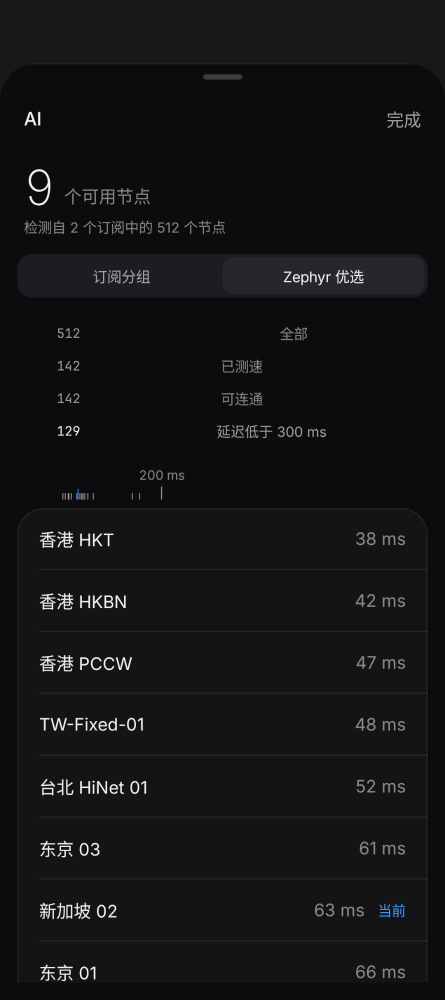 AI 完成
9 个可用节点
检测自 2 个订阅中的 512 个节点
订阅分组 Zephyr 优选
512 全部
142 已测速
142 可连通
129 延迟低于 300 ms
200 ms
香港 HKT 38 ms
香港 HKBN 42 ms
香港 PCCW 47 ms
TW-Fixed-01 48 ms
台北 HiNet 01 52 ms
东京 03 61 ms
新加坡 02 63 ms 当前
东京 01 66 ms